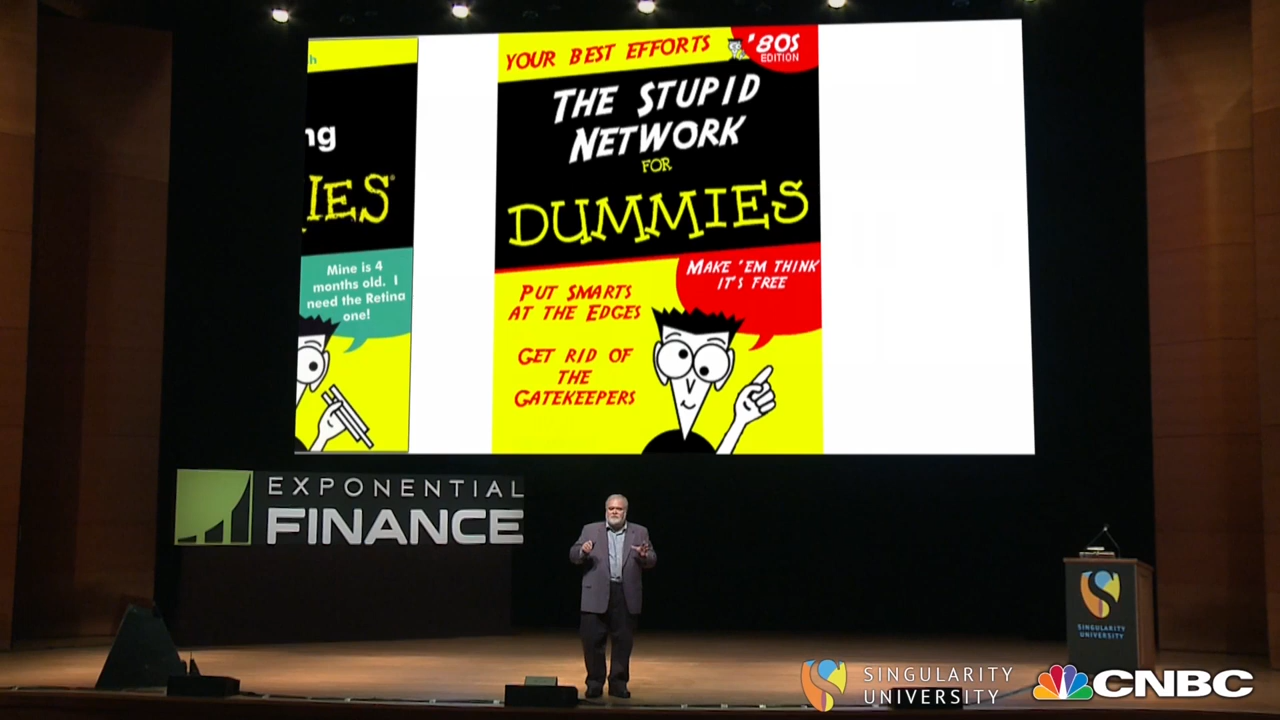 YOUR BEST EFFORTS
'80S
EDITION
THE STUPID
NETWORK
FOR
DUMMIES
MAKE 'EM THINK
IT'S FREE
PUT SMARTS
AT THE EDGES
GET RID OF
THE
GATEKEEPERS
Mine is 4
months old. I
need the Retina
one!
EXPONENTIAL
FINANCE
SINGULARITY
UNIVERSITY
SINGULARITY
UNIVERSITY
CNBC